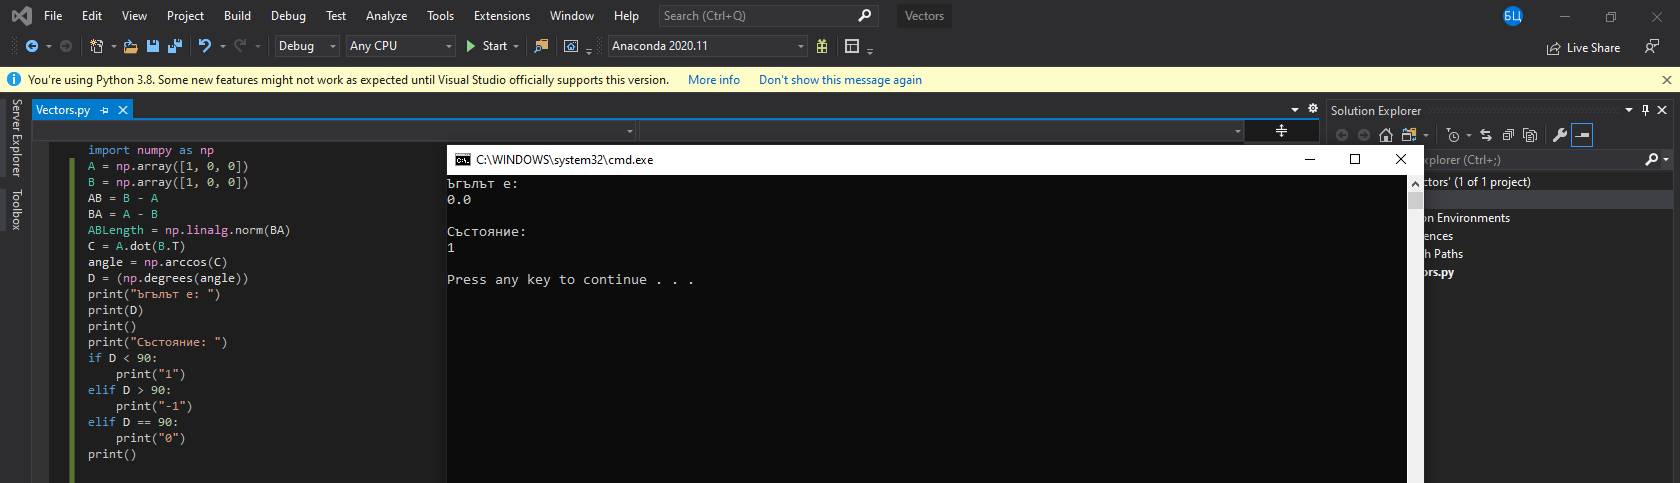 File Edit View Project Build Debug Test Analyze Tools Extensions Window Help Search (Ctrl+Q) Vectors БЦ
Debug Any CPU Start Anaconda 2020.11 Live Share
You're using Python 3.8. Some new features might not work as expected until Visual Studio officially supports this version. More info Don't show this message again
Server Explorer
Toolbox
Vectors.py
import numpy as np
A = np.array([1, 0, 0])
B = np.array([1, 0, 0])
AB = B - A
BA = A - B
ABLength = np.linalg.norm(BA)
C = A.dot(B.T)
angle = np.arccos(C)
D = (np.degrees(angle))
print("Ъгълът е: ")
print(D)
print()
print("Състояние: ")
if D < 90:
    print("1")
elif D > 90:
    print("-1")
elif D == 90:
    print("0")
print()
C:\WINDOWS\system32\cmd.exe
Ъгълът е:
0.0
Състояние:
1
Press any key to continue . . .
Solution Explorer
xplorer (Ctrl+;)
ctors' (1 of 1 project)
on Environments
ences
h Paths
ors.py